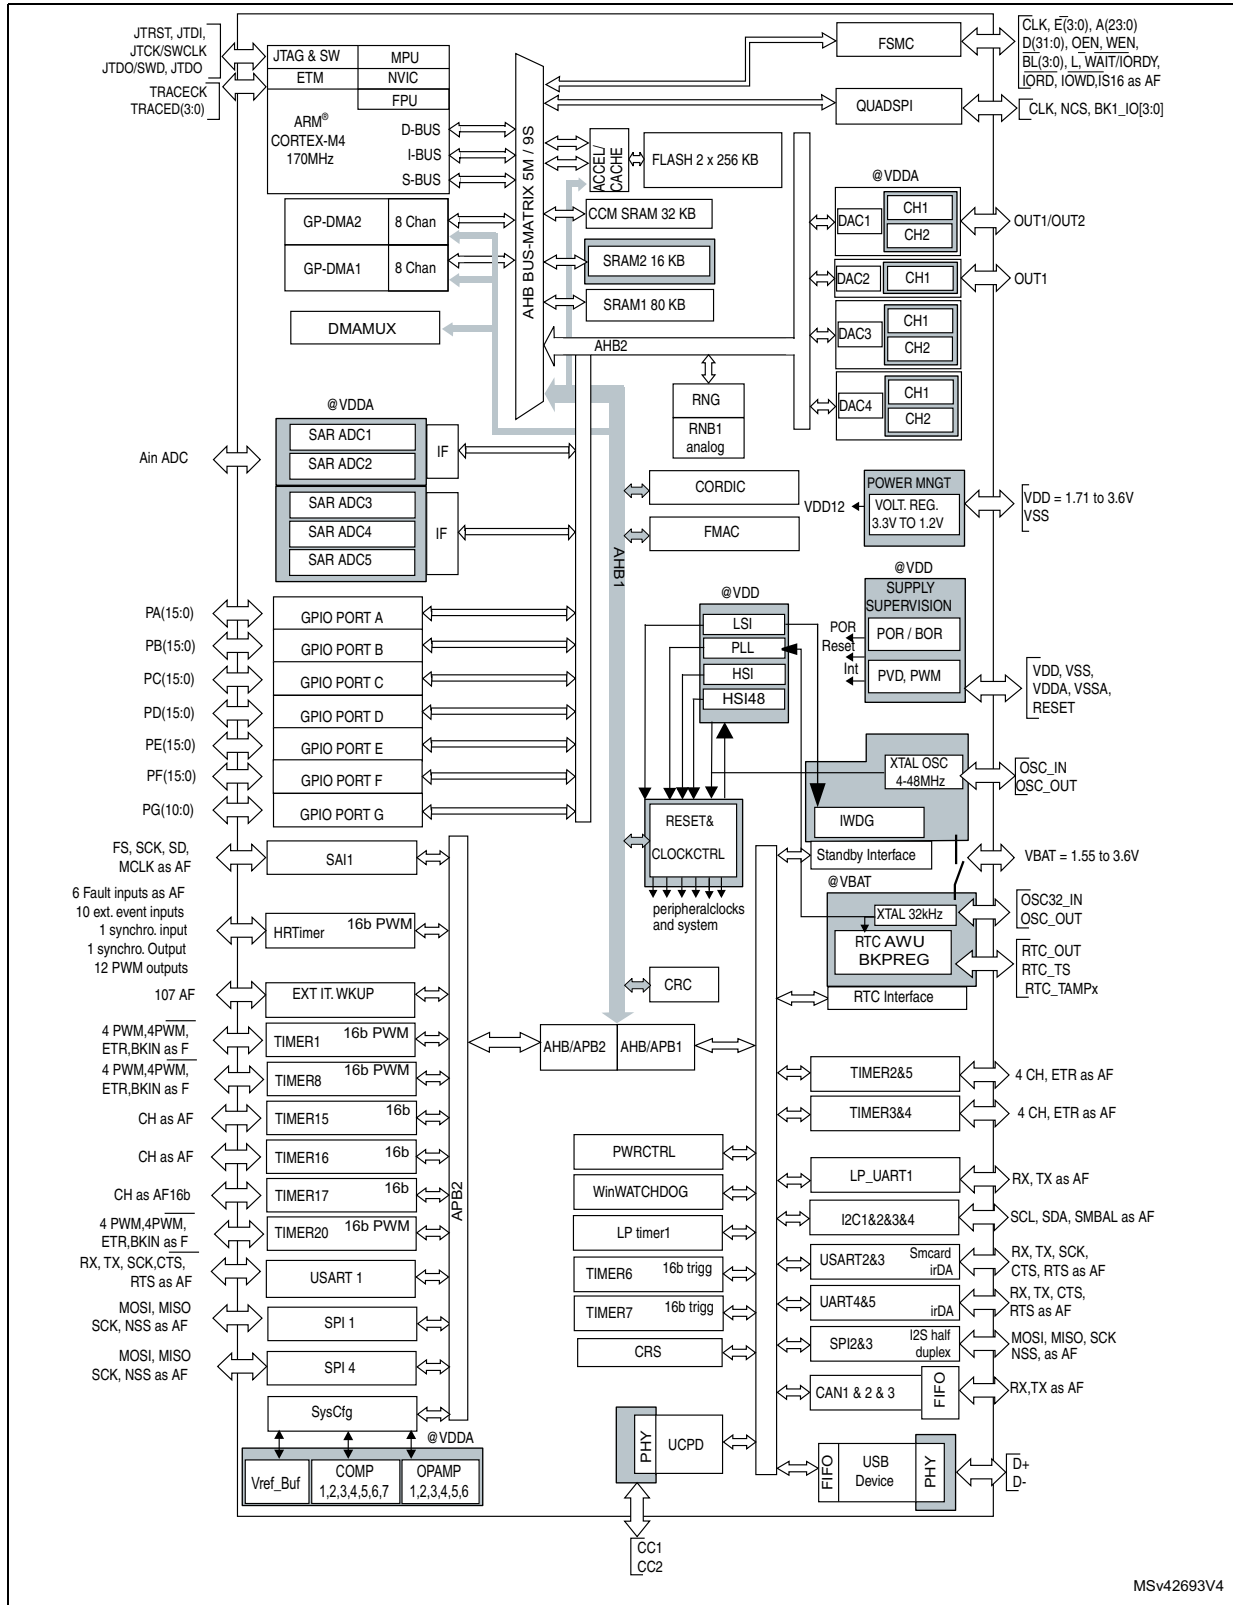 JTRST, JTDI,
JTCK/SWCLK
JTDO/SWD, JTDO
TRACECK
TRACED(3:0)
JTAG & SW
MPU
ETM
NVIC
FPU
ARM®
CORTEX-M4
170MHz
D-BUS
I-BUS
S-BUS
GP-DMA2
8 Chan
GP-DMA1
8 Chan
DMAMUX
AHB BUS-MATRIX 5M / 9S
FSMC
CLK, E(3:0), A(23:0)
D(31:0), OEN, WEN,
BL(3:0), L, WAIT/IORDY,
IORD, IOWD,IS16 as AF
QUADSPI
CLK, NCS, BK1_IO[3:0]
ACCEL/
CACHE
FLASH 2 x 256 KB
CCM SRAM 32 KB
SRAM2 16 KB
SRAM1 80 KB
AHB2
RNG
RNB1
analog
@VDDA
DAC1
CH1
CH2
OUT1/OUT2
DAC2
CH1
OUT1
DAC3
CH1
CH2
DAC4
CH1
CH2
@VDDA
Ain ADC
SAR ADC1
SAR ADC2
IF
SAR ADC3
SAR ADC4
SAR ADC5
IF
CORDIC
FMAC
AHB1
VDD12
POWER MNGT
VOLT. REG.
3.3V TO 1.2V
VDD = 1.71 to 3.6V
VSS
@VDD
SUPPLY
SUPERVISION
POR / BOR
PVD, PWM
POR
Reset
Int
VDD, VSS,
VDDA, VSSA,
RESET
@VDD
LSI
PLL
HSI
HSI48
PA(15:0)
GPIO PORT A
PB(15:0)
GPIO PORT B
PC(15:0)
GPIO PORT C
PD(15:0)
GPIO PORT D
PE(15:0)
GPIO PORT E
PF(15:0)
GPIO PORT F
PG(10:0)
GPIO PORT G
XTAL OSC
4-48MHz
OSC_IN
OSC_OUT
IWDG
RESET&
CLOCKCTRL
peripheralclocks
and system
Standby Interface
VBAT = 1.55 to 3.6V
@VBAT
XTAL 32kHz
OSC32_IN
OSC_OUT
RTC AWU
BKPREG
RTC_OUT
RTC_TS
RTC_TAMPx
RTC Interface
FS, SCK, SD,
MCLK as AF
SAI1
6 Fault inputs as AF
10 ext. event inputs
1 synchro. input
1 synchro. Output
12 PWM outputs
HRTimer
16b PWM
107 AF
EXT IT. WKUP
4 PWM,4PWM,
ETR,BKIN as F
TIMER1
16b PWM
4 PWM,4PWM,
ETR,BKIN as F
TIMER8
16b PWM
CH as AF
TIMER15
16b
CH as AF
TIMER16
16b
CH as AF16b
TIMER17
16b
4 PWM,4PWM,
ETR,BKIN as F
TIMER20
16b PWM
RX, TX, SCK,CTS,
RTS as AF
USART 1
MOSI, MISO
SCK, NSS as AF
SPI 1
MOSI, MISO
SCK, NSS as AF
SPI 4
SysCfg
@VDDA
Vref_Buf
COMP
1,2,3,4,5,6,7
OPAMP
1,2,3,4,5,6
APB2
CRC
AHB/APB2
AHB/APB1
PWRCTRL
WinWATCHDOG
LP timer1
TIMER6
16b trigg
TIMER7
16b trigg
CRS
PHY
UCPD
CC1
CC2
TIMER2&5
4 CH, ETR as AF
TIMER3&4
4 CH, ETR as AF
LP_UART1
RX, TX as AF
I2C1&2&3&4
SCL, SDA, SMBAL as AF
USART2&3
Smcard
irDA
RX, TX, SCK,
CTS, RTS as AF
UART4&5
irDA
RX, TX, CTS,
RTS as AF
SPI2&3
I2S half
duplex
MOSI, MISO, SCK
NSS, as AF
CAN1 & 2 & 3
FIFO
RX,TX as AF
FIFO
USB
Device
PHY
D+
D-
MSv42693V4